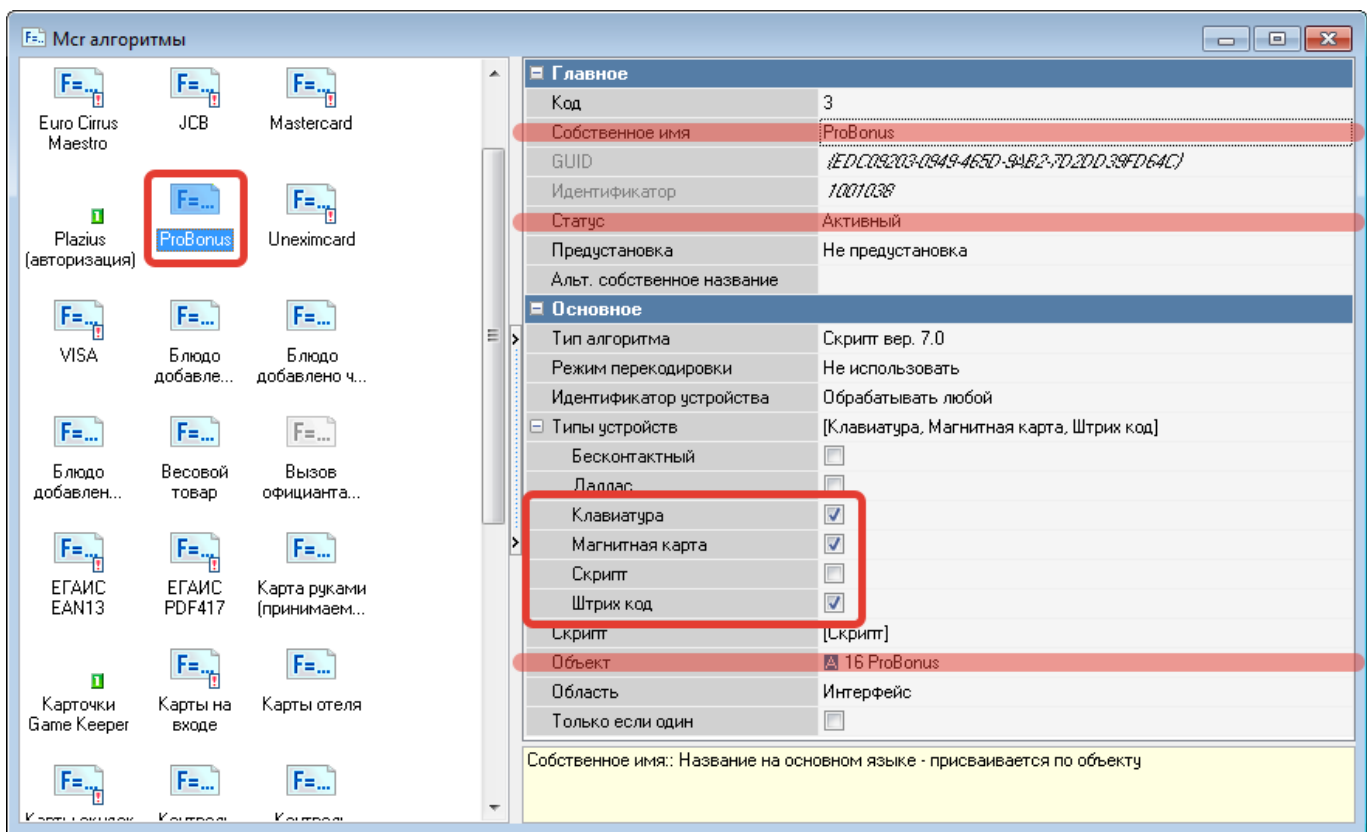 Mcr алгоритмы
Euro Cirrus
Maestro
JCB
Mastercard
Plazius
(авторизация)
ProBonus
Uneximcard
VISA
Блюдо
добавле...
Блюдо
добавлено ч...
Блюдо
добавлен...
Весовой
товар
Вызов
официанта...
ЕГАИС
EAN13
ЕГАИС
PDF417
Карта руками
(принимаем...
Карточки
Game Keeper
Карты на
входе
Карты отеля
Карты скидок
Контроль
Контроль
Главное
Код 3
Собственное имя ProBonus
GUID {EDC09203-0949-465D-9AB2-7D2DD39FD64C}
Идентификатор 1001038
Статус Активный
Предустановка Не предустановка
Альт. собственное название
Основное
Тип алгоритма Скрипт вер. 7.0
Режим перекодировки Не использовать
Идентификатор устройства Обрабатывать любой
Типы устройств [Клавиатура, Магнитная карта, Штрих код]
Бесконтактный
Даллас
Клавиатура
Магнитная карта
Скрипт
Штрих код
Скрипт [Скрипт]
Объект A 16 ProBonus
Область Интерфейс
Только если один
Собственное имя:: Название на основном языке - присваивается по объекту